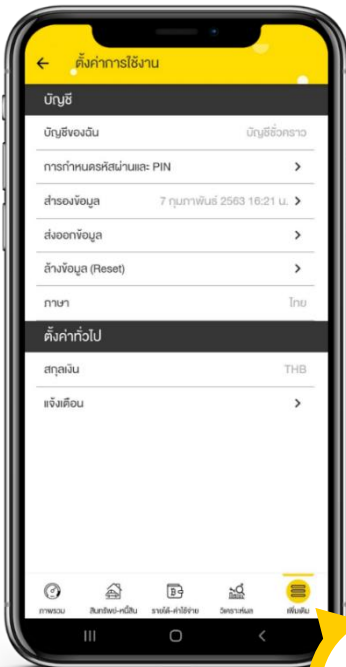 ตั้งค่าการใช้งาน
บัญชี
บัญชีของฉัน บัญชีชั่วคราว
การกำหนดรหัสผ่านและ PIN
สำรองข้อมูล 7 กุมภาพันธ์ 2563 16:21 น.
ส่งออกข้อมูล
ล้างข้อมูล (Reset)
ภาษา ไทย
ตั้งค่าทั่วไป
สกุลเงิน THB
แจ้งเตือน
ภาพรวม สินทรัพย์-หนี้สิน รายได้-ค่าใช้จ่าย วิเคราะห์ผล เพิ่มเติม